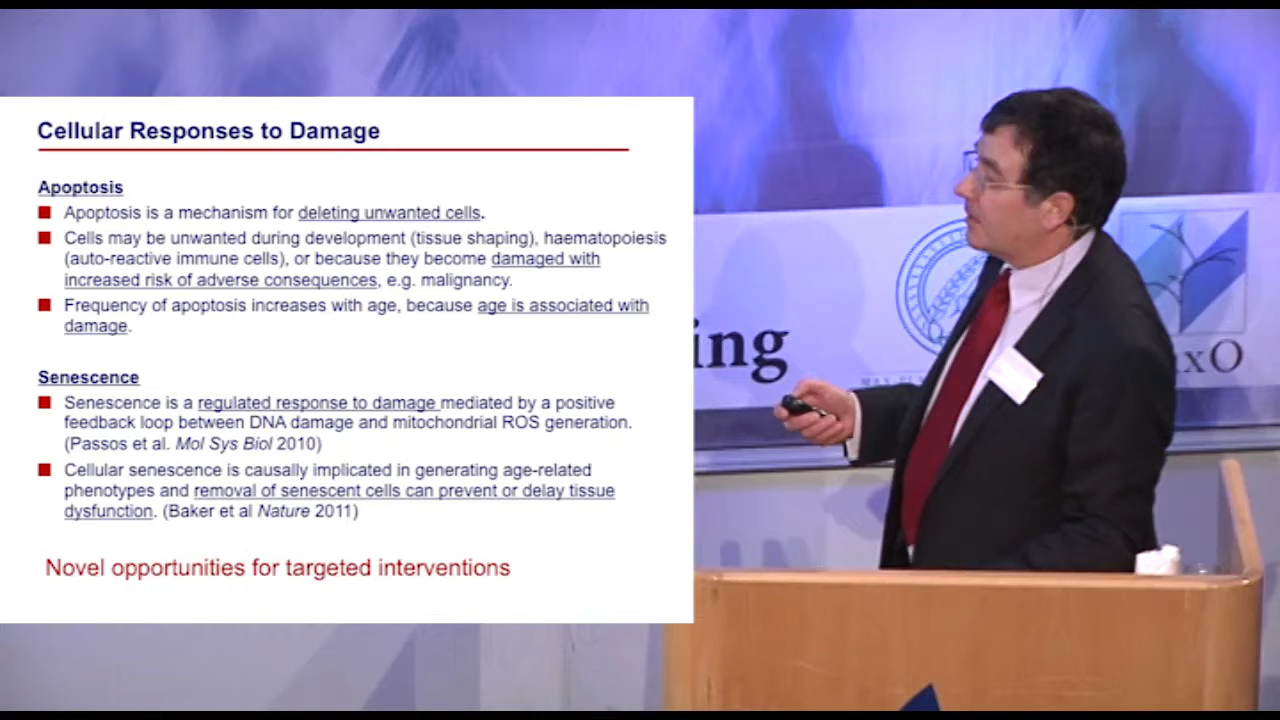 Cellular Responses to Damage
Apoptosis
Apoptosis is a mechanism for deleting unwanted cells.
Cells may be unwanted during development (tissue shaping), haematopoiesis
(auto-reactive immune cells), or because they become damaged with
increased risk of adverse consequences, e.g. malignancy.
Frequency of apoptosis increases with age, because age is associated with
damage.
Senescence
Senescence is a regulated response to damage mediated by a positive
feedback loop between DNA damage and mitochondrial ROS generation.
(Passos et al. Mol Sys Biol 2010)
Cellular senescence is causally implicated in generating age-related
phenotypes and removal of senescent cells can prevent or delay tissue
dysfunction. (Baker et al Nature 2011)
Novel opportunities for targeted interventions
ing
xO